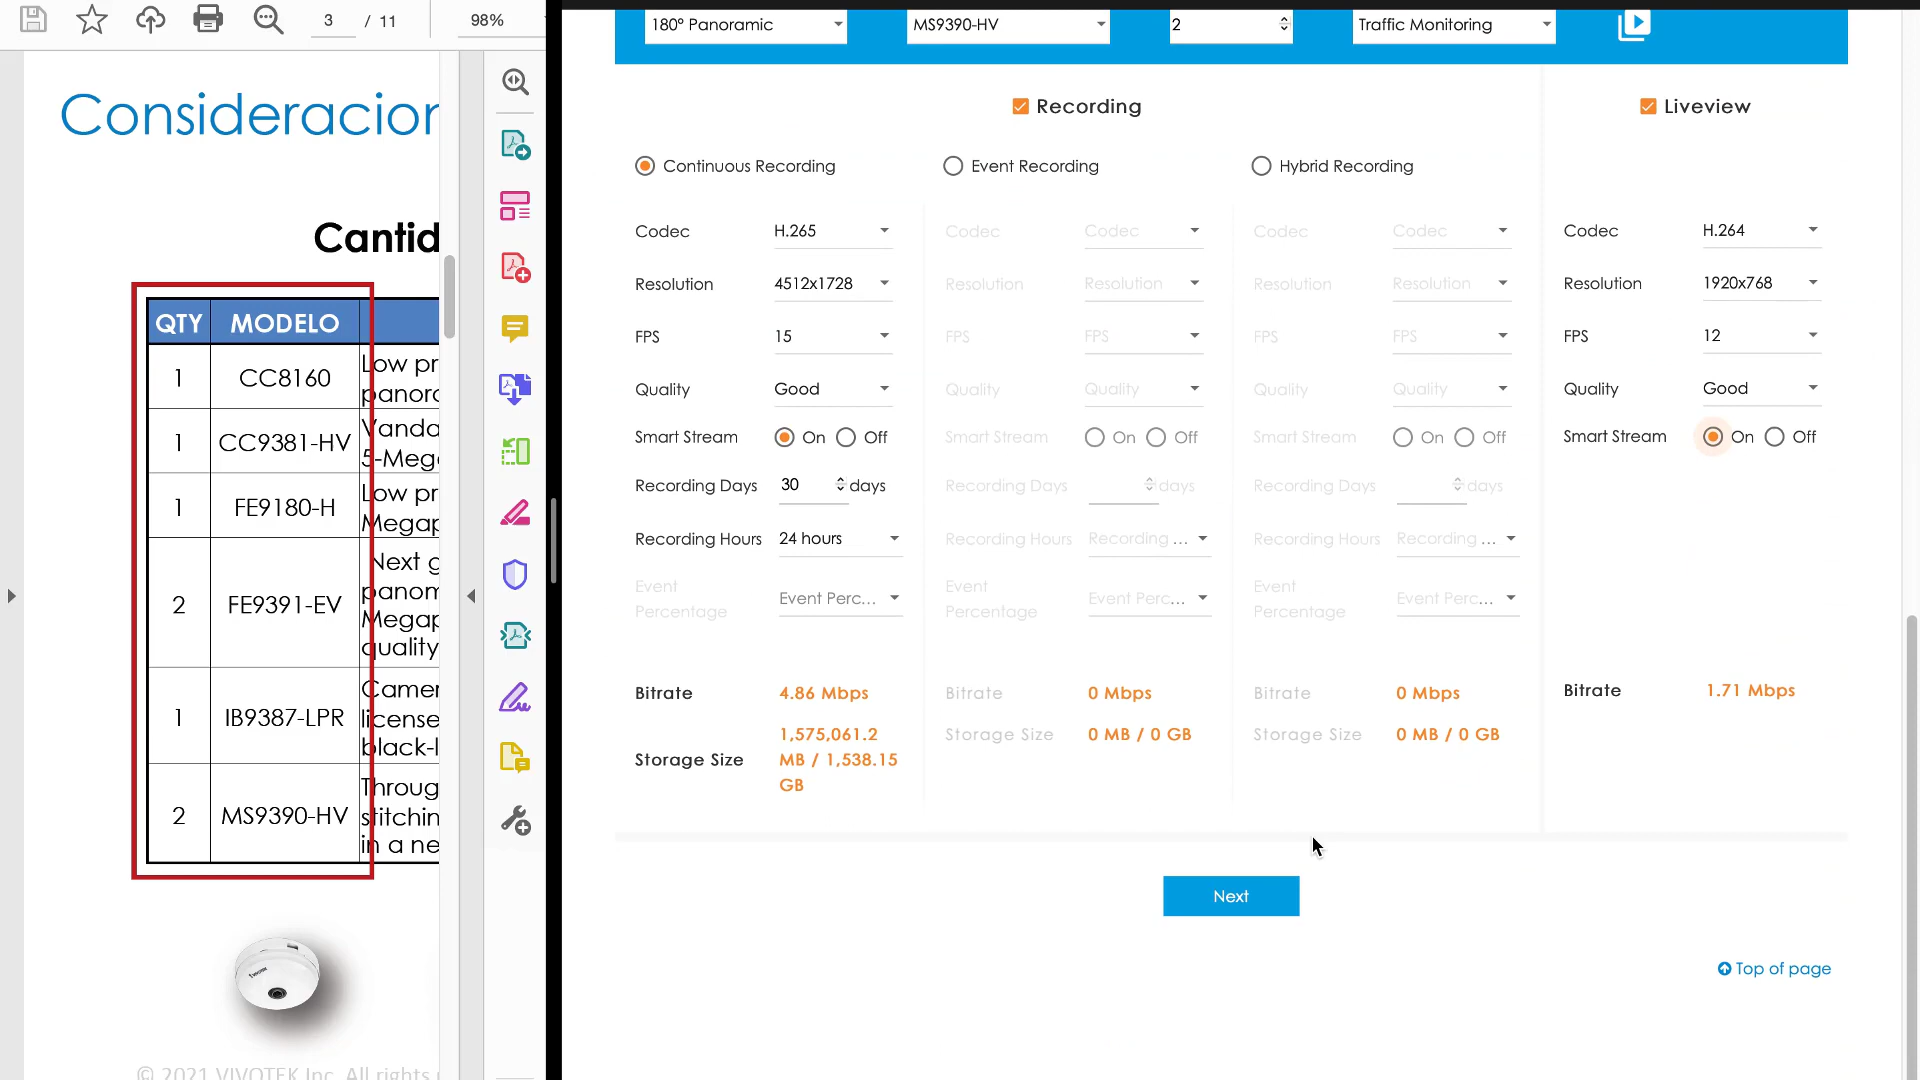 3 / 11
98%
Consideracion
Cantid
QTY MODELO
1 CC8160 Low pr
panora
1 CC9381-HV Vanda
5-Mega
1 FE9180-H Low pr
Megap
2 FE9391-EV Next g
panom
Megap
quality
1 IB9387-LPR Camer
license
black-l
2 MS9390-HV Throug
stitchin
in a ne
© 2021 VIVOTEK Inc. All rights
180° Panoramic MS9390-HV 2 Traffic Monitoring
Recording Liveview
Continuous Recording Event Recording Hybrid Recording
Codec H.265 Codec Codec Codec Codec Codec H.264
Resolution 4512x1728 Resolution Resolution Resolution Resolution Resolution 1920x768
FPS 15 FPS FPS FPS FPS FPS 12
Quality Good Quality Quality Quality Quality Quality Good
Smart Stream On Off Smart Stream On Off Smart Stream On Off Smart Stream On Off
Recording Days 30 days Recording Days days Recording Days days
Recording Hours 24 hours Recording Hours Recording ... Recording Hours Recording ...
Event Percentage Event Perc... Event Percentage Event Perc... Event Percentage Event Perc...
Bitrate 4.86 Mbps Bitrate 0 Mbps Bitrate 0 Mbps Bitrate 1.71 Mbps
Storage Size 1,575,061.2 MB / 1,538.15 GB Storage Size 0 MB / 0 GB Storage Size 0 MB / 0 GB
Next
Top of page